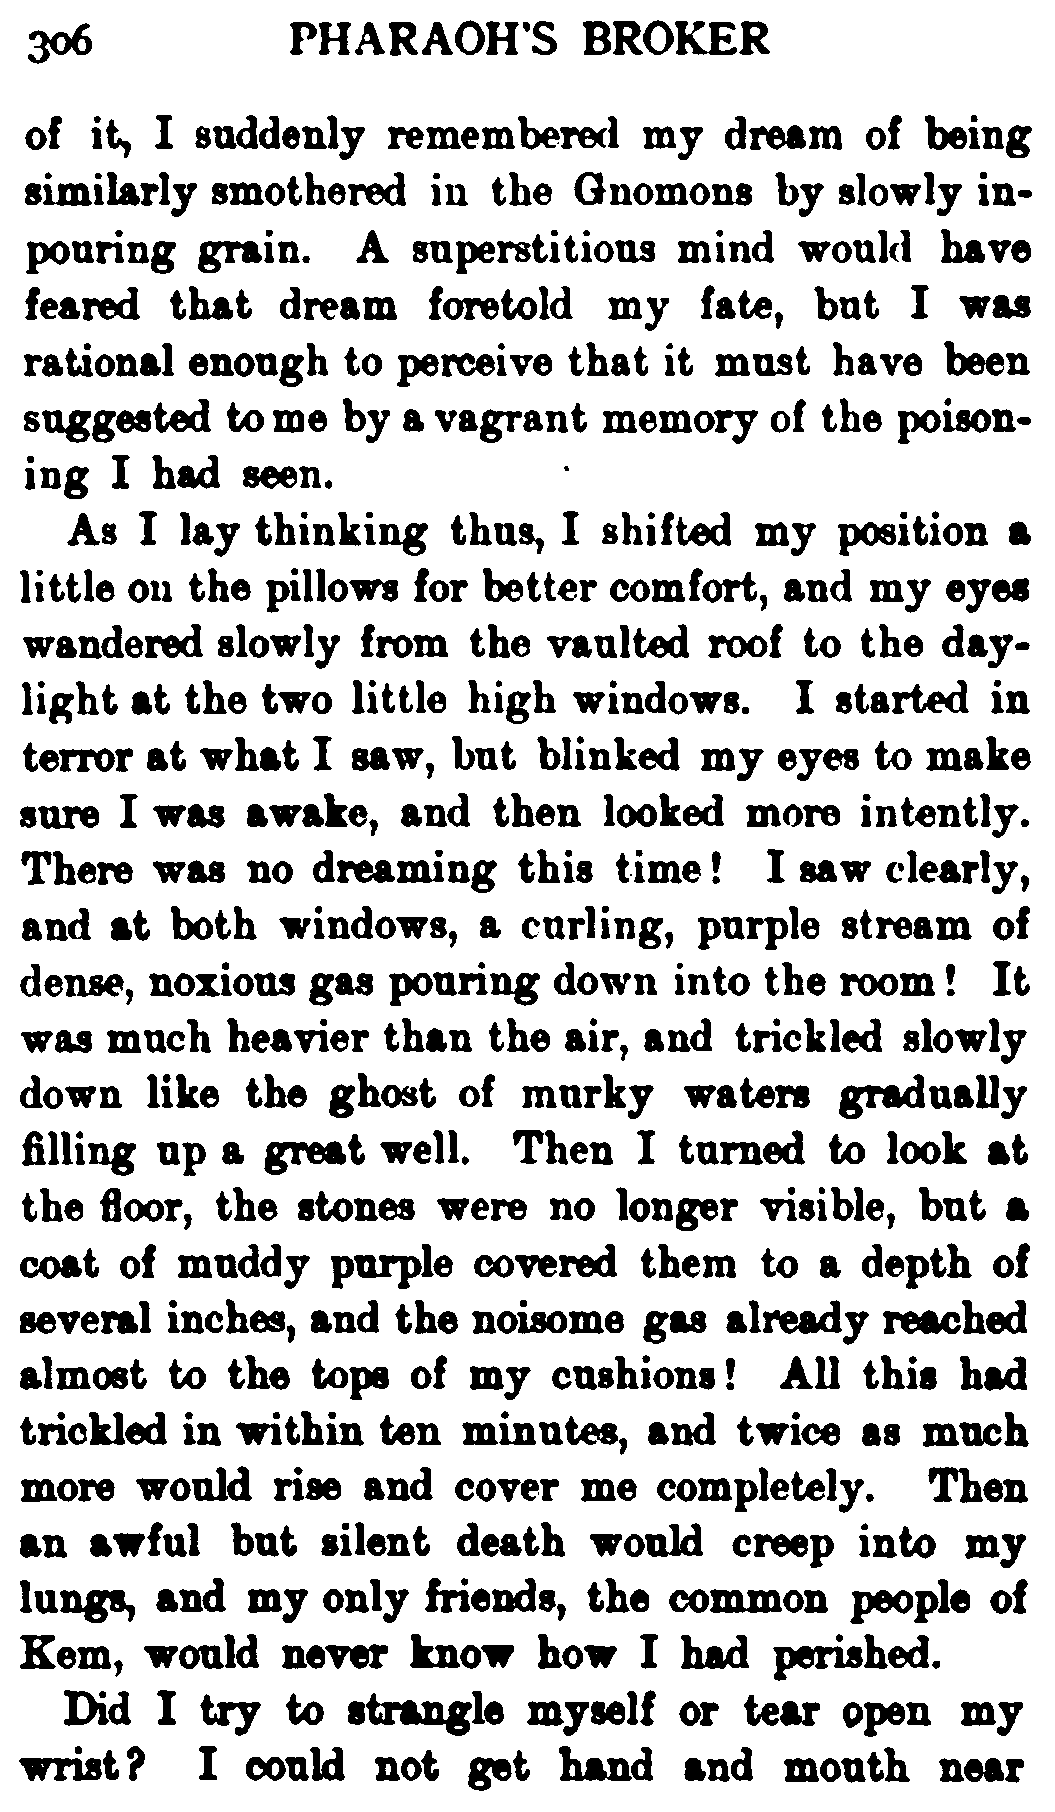 306 PHARAOH'S BROKER
of it, I suddenly remembered my dream of being
similarly smothered in the Gnomons by slowly in-
pouring grain. A superstitious mind would have
feared that dream foretold my fate, but I was
rational enough to perceive that it must have been
suggested to me by a vagrant memory of the poison-
ing I had seen.
As I lay thinking thus, I shifted my position a
little on the pillows for better comfort, and my eyes
wandered slowly from the vaulted roof to the day-
light at the two little high windows. I started in
terror at what I saw, but blinked my eyes to make
sure I was awake, and then looked more intently.
There was no dreaming this time! I saw clearly,
and at both windows, a curling, purple stream of
dense, noxious gas pouring down into the room! It
was much heavier than the air, and trickled slowly
down like the ghost of murky waters gradually
filling up a great well. Then I turned to look at
the floor, the stones were no longer visible, but a
coat of muddy purple covered them to a depth of
several inches, and the noisome gas already reached
almost to the tops of my cushions! All this had
trickled in within ten minutes, and twice as much
more would rise and cover me completely. Then
an awful but silent death would creep into my
lungs, and my only friends, the common people of
Kem, would never know how I had perished.
Did I try to strangle myself or tear open my
wrist? I could not get hand and mouth near